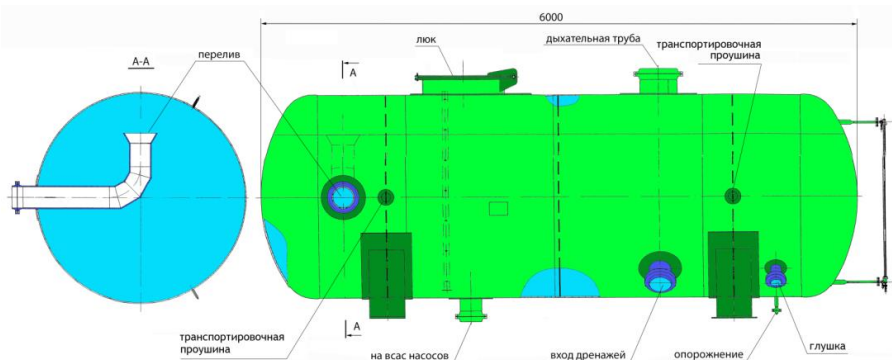 6000
люк
дыхательная труба
транспортировочная
проушина
перелив
А-А
А
А
транспортировочная
проушина
на всас насосов
вход дренажей
опорожнение
глушка